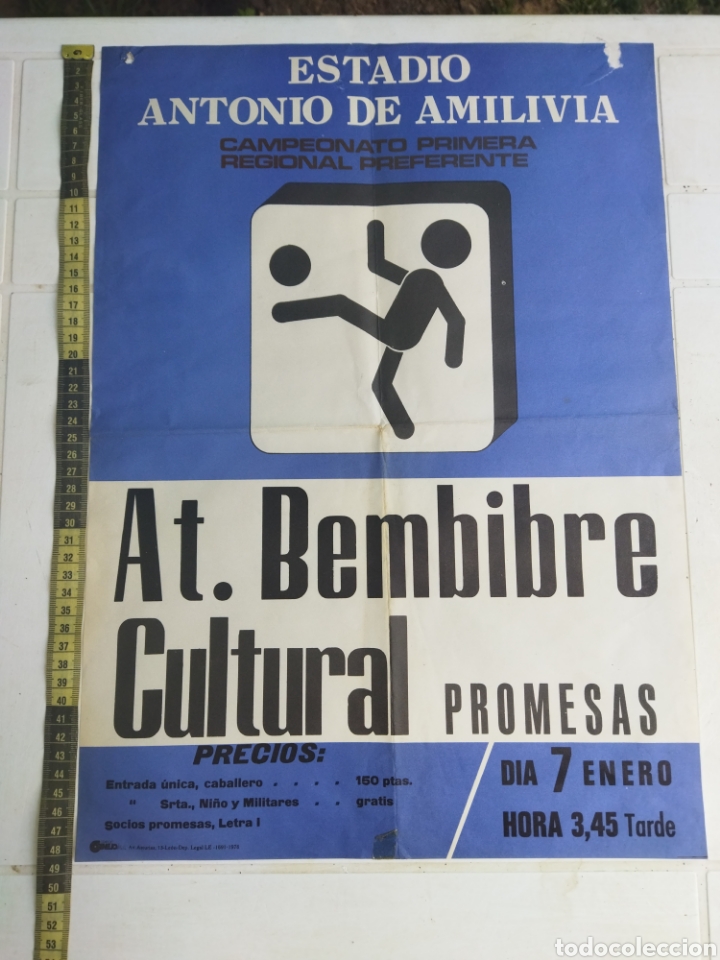 ESTADIO
ANTONIO DE AMILIVIA
CAMPEONATO PRIMERA
REGIONAL PREFERENTE
At. Bembibre
Cultural PROMESAS
PRECIOS:
Entrada única, caballero . . . . 150 ptas.
" Srta., Niño y Militares . . gratis
Socios promesas, Letra I
DIA 7 ENERO
HORA 3,45 Tarde
todocoleccion